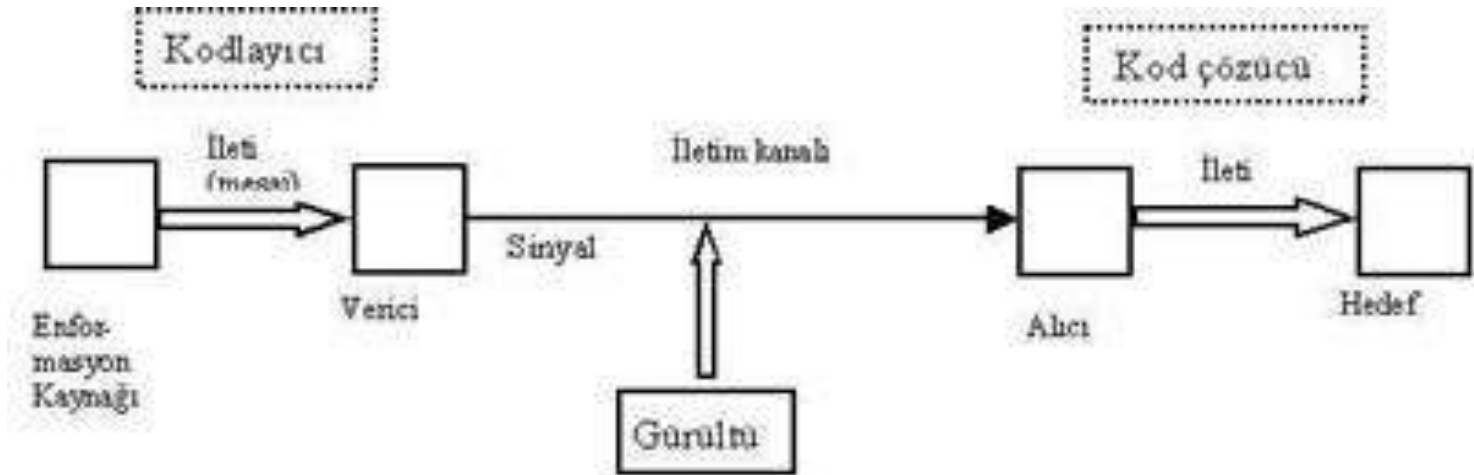 Kodlayıcı
Kod çözücü
İleti
(mesaj)
İletim kanalı
İleti
Sinyal
Verici
Alıcı
Hedef
Enfor-
masyon
Kaynağı
Gürültü